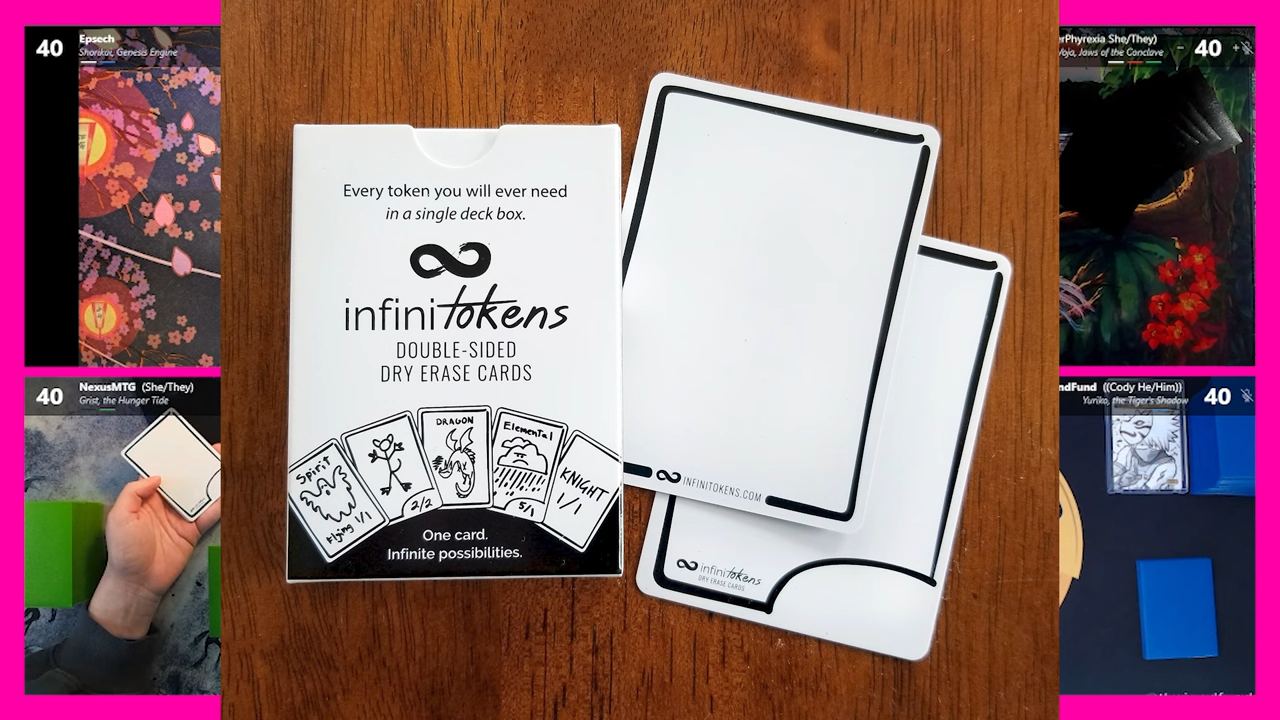 40
Epsech
Shorikai, Genesis Engine
rPhyrexia She/They)
Voja, Jaws of the Conclave
− 40 +
Every token you will ever need
in a single deck box.
infinitokens
DOUBLE-SIDED
DRY ERASE CARDS
Spirit
Flying 1/1
2/2
DRAGON
Elemental
5/1
KNIGHT
1/1
One card.
Infinite possibilities.
INFINITOKENS.COM
infinitokens
DRY ERASE CARDS
40
NexusMTG (She/They)
Grist, the Hunger Tide
ndFund ((Cody He/Him))
Yuriko, the Tiger's Shadow
40